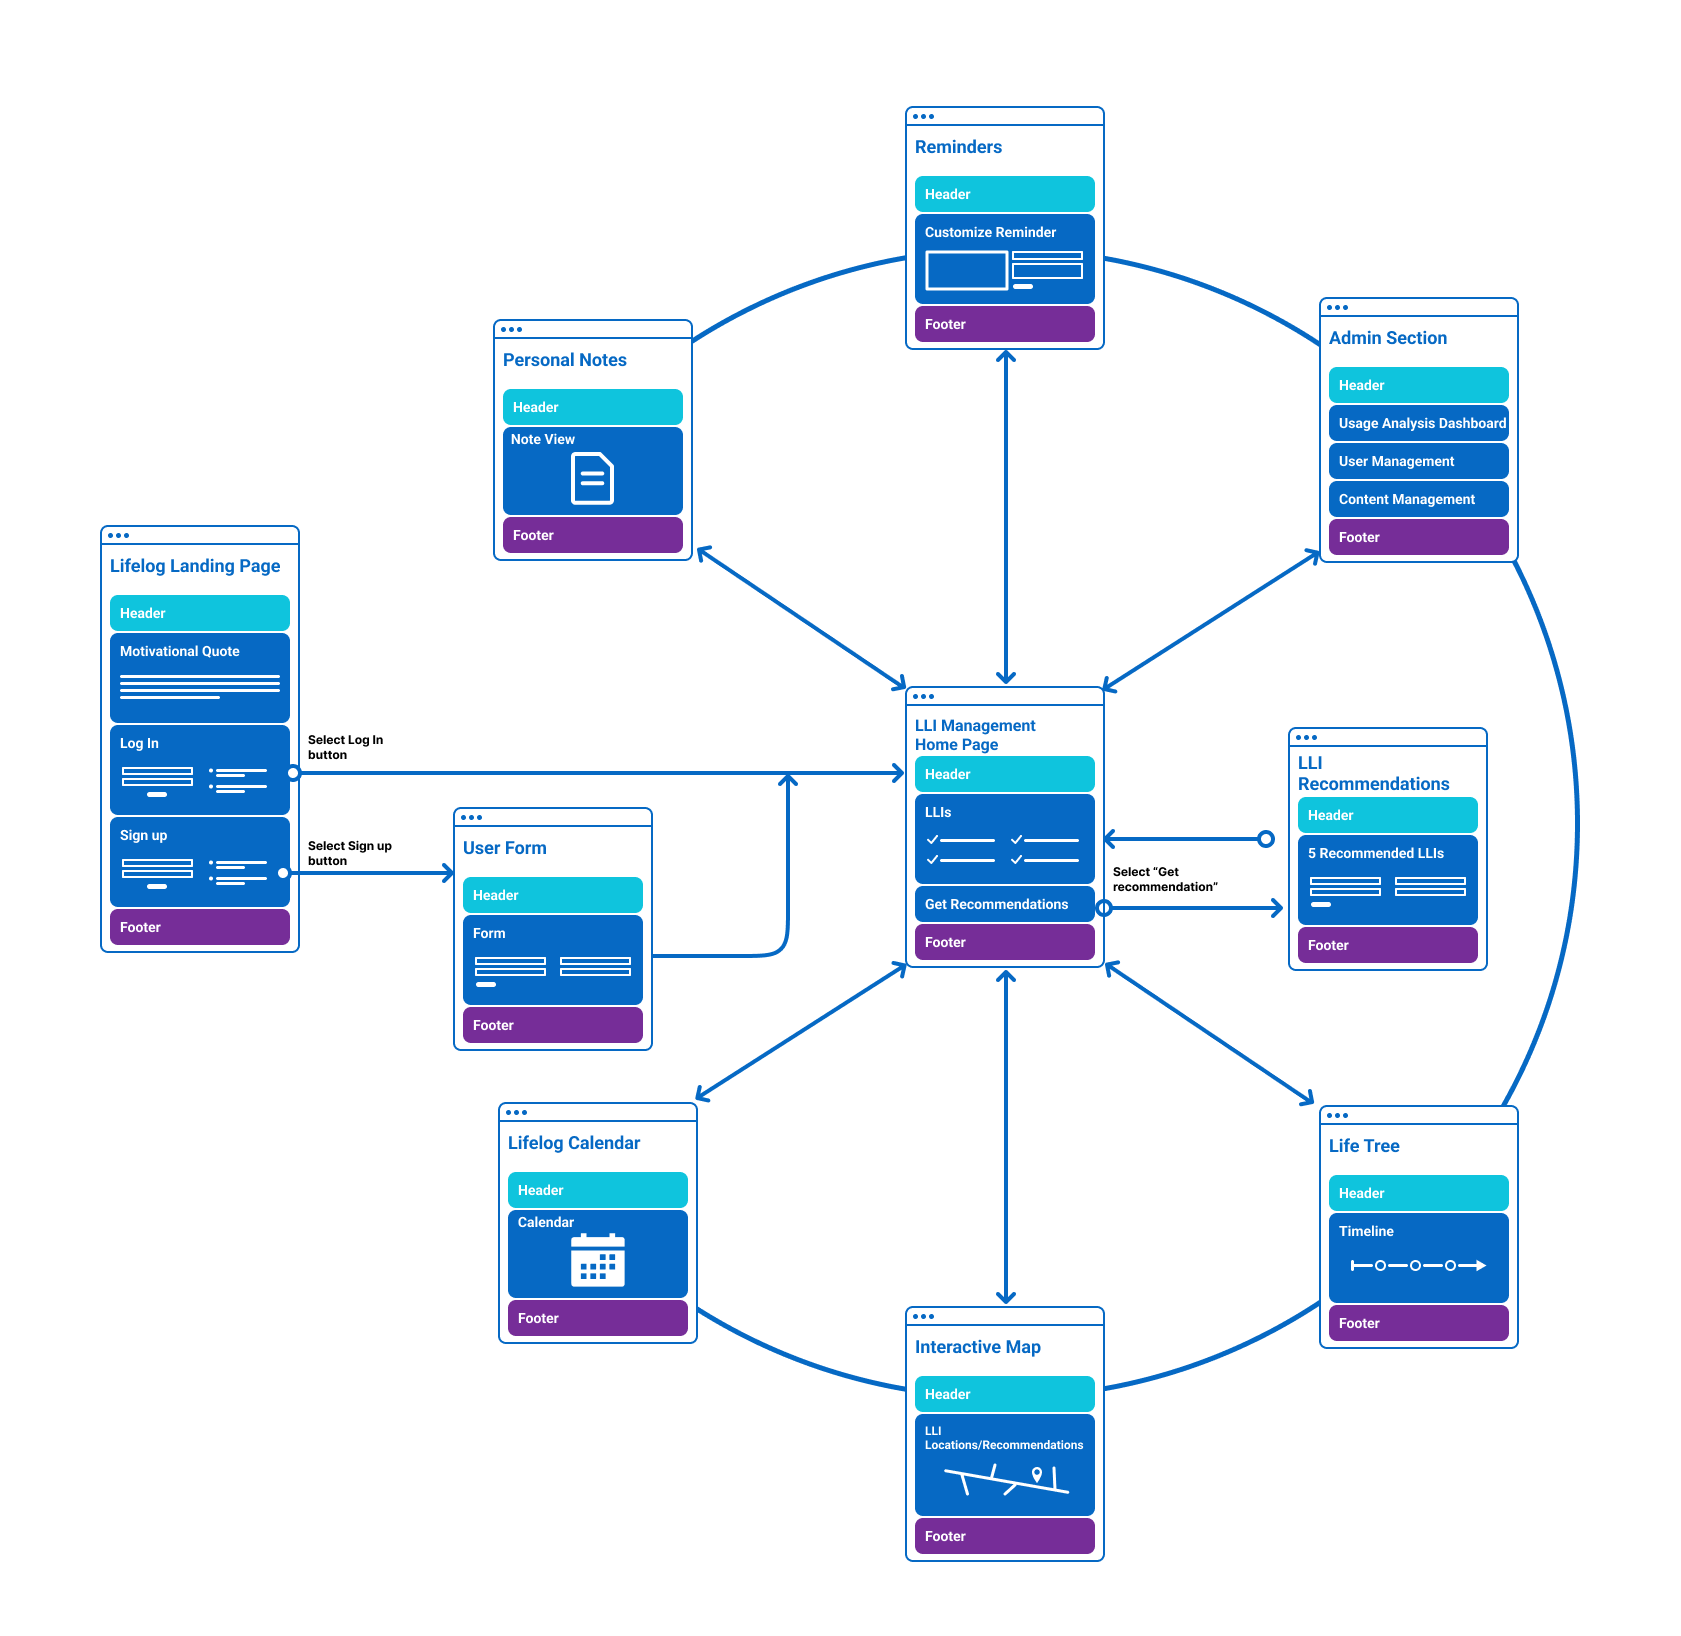 Reminders
Header
Customize Reminder
Footer
Personal Notes
Header
Note View
Footer
Admin Section
Header
Usage Analysis Dashboard
User Management
Content Management
Footer
Lifelog Landing Page
Header
Motivational Quote
Log In
Sign up
Footer
Select Log In
button
Select Sign up
button
User Form
Header
Form
Footer
LLI Management
Home Page
Header
LLIs
Get Recommendations
Footer
Select “Get
recommendation”
LLI
Recommendations
Header
5 Recommended LLIs
Footer
Lifelog Calendar
Header
Calendar
Footer
Interactive Map
Header
LLI
Locations/Recommendations
Footer
Life Tree
Header
Timeline
Footer